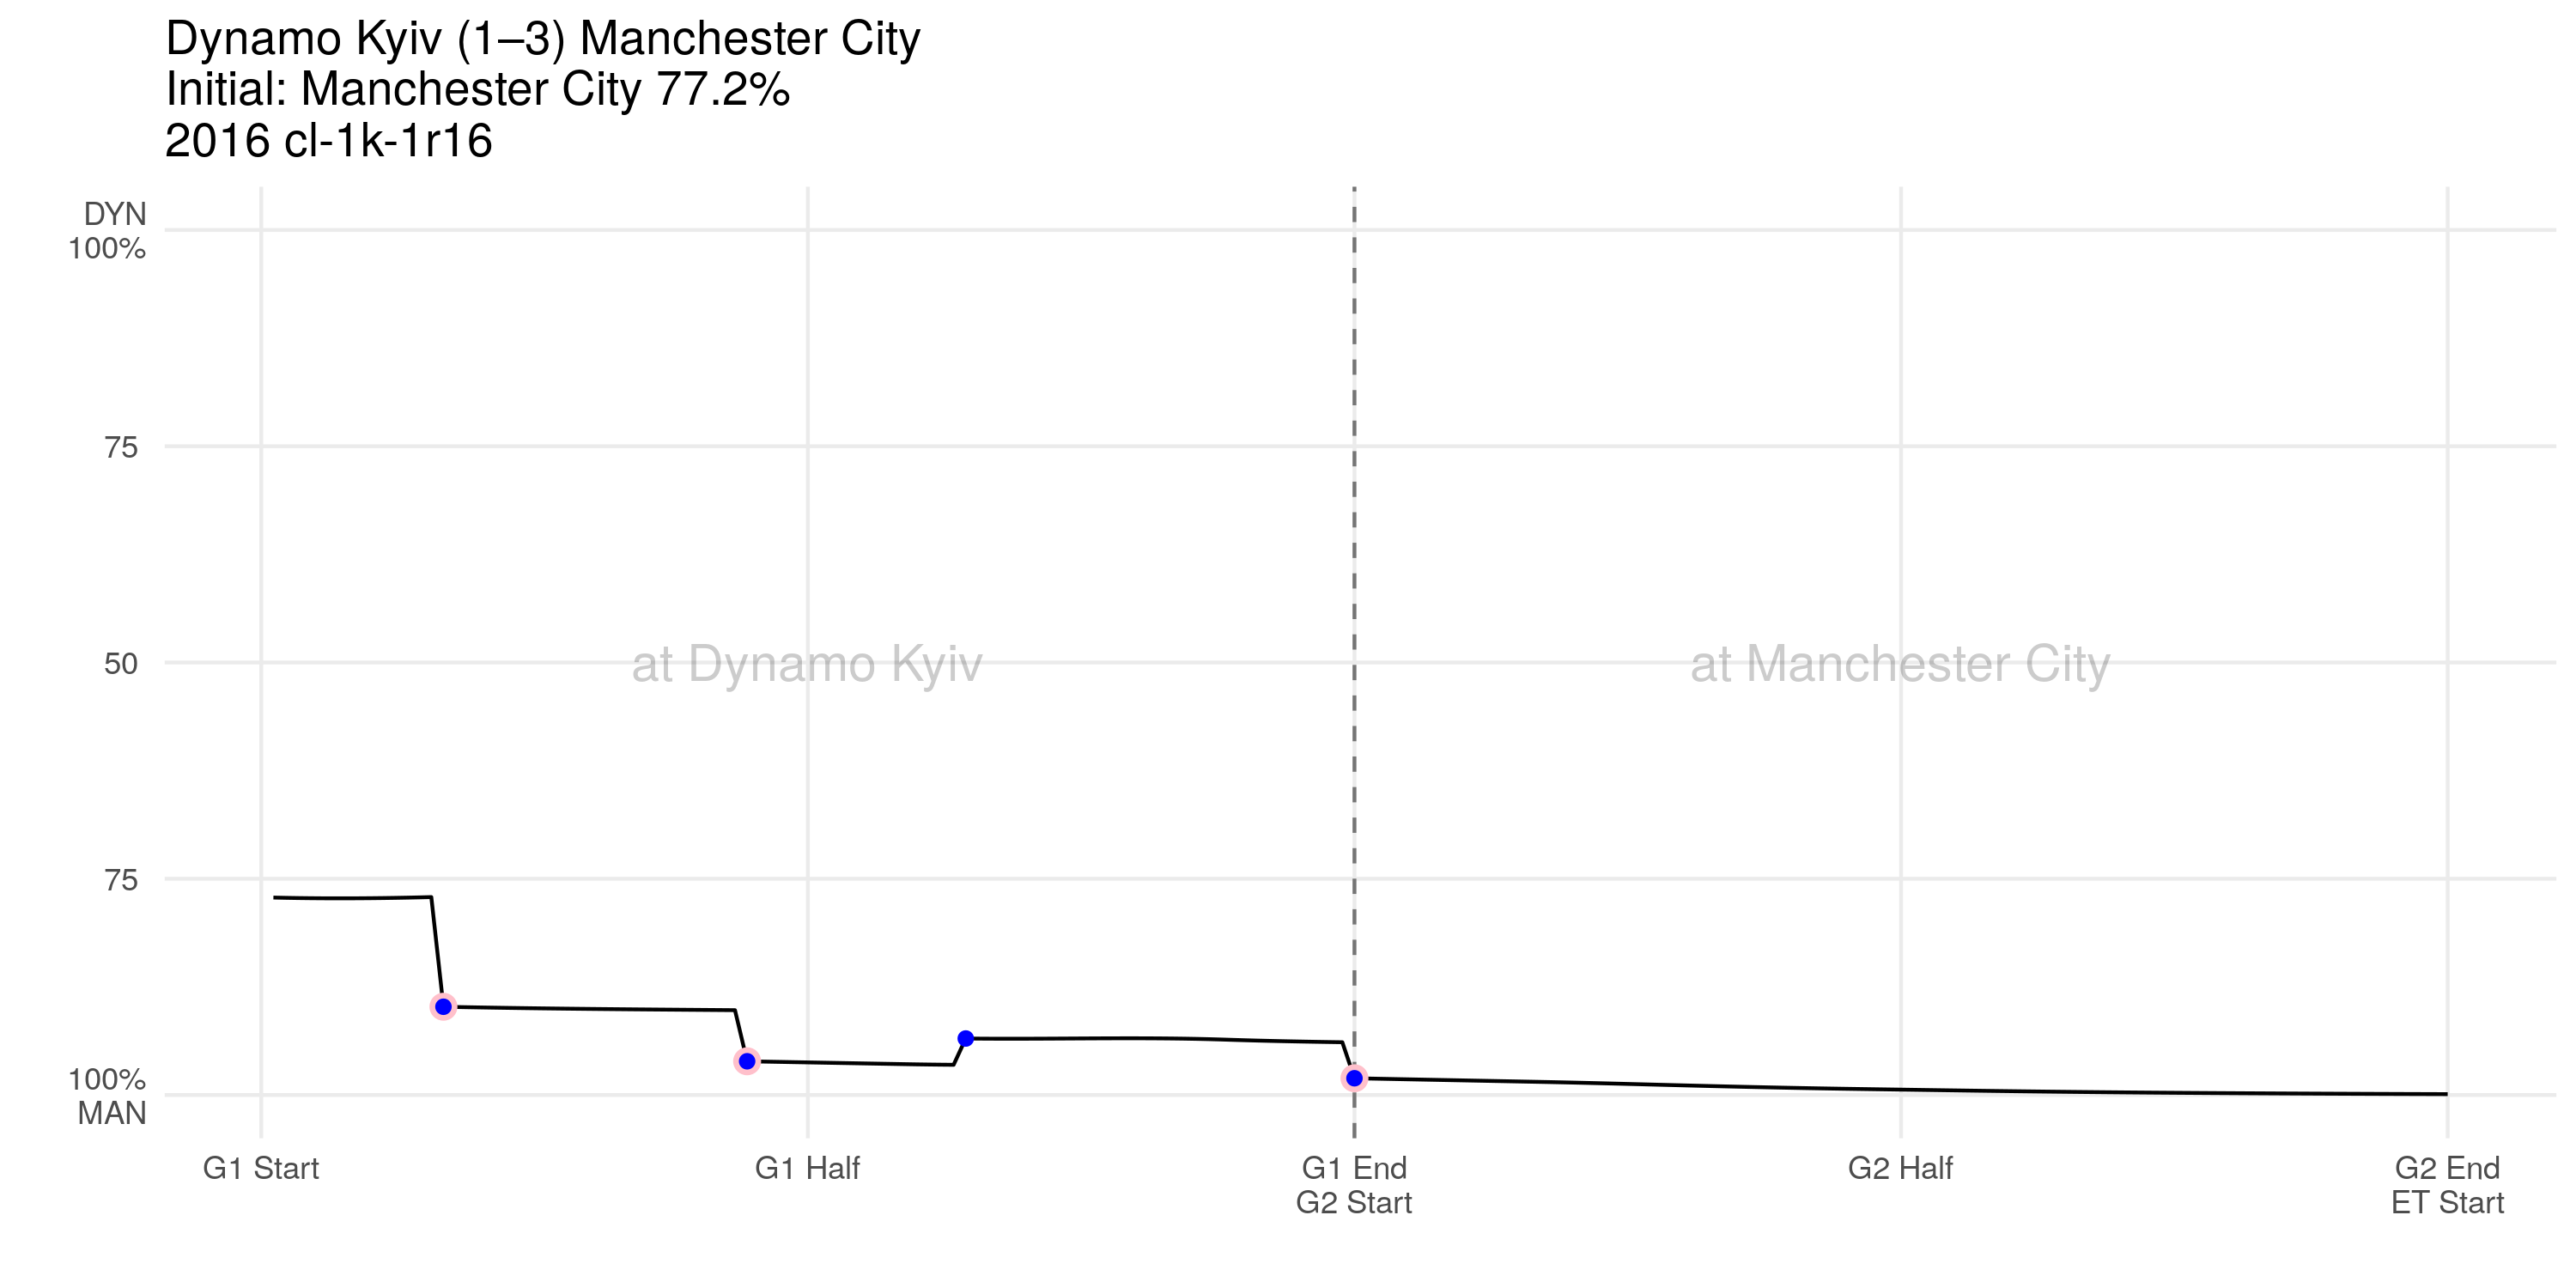 Dynamo Kyiv (1–3) Manchester City
Initial: Manchester City 77.2%
2016 cl-1k-1r16
DYN
100%
75
50
75
100%
MAN
at Dynamo Kyiv
at Manchester City
G1 Start
G1 Half
G1 End
G2 Start
G2 Half
G2 End
ET Start